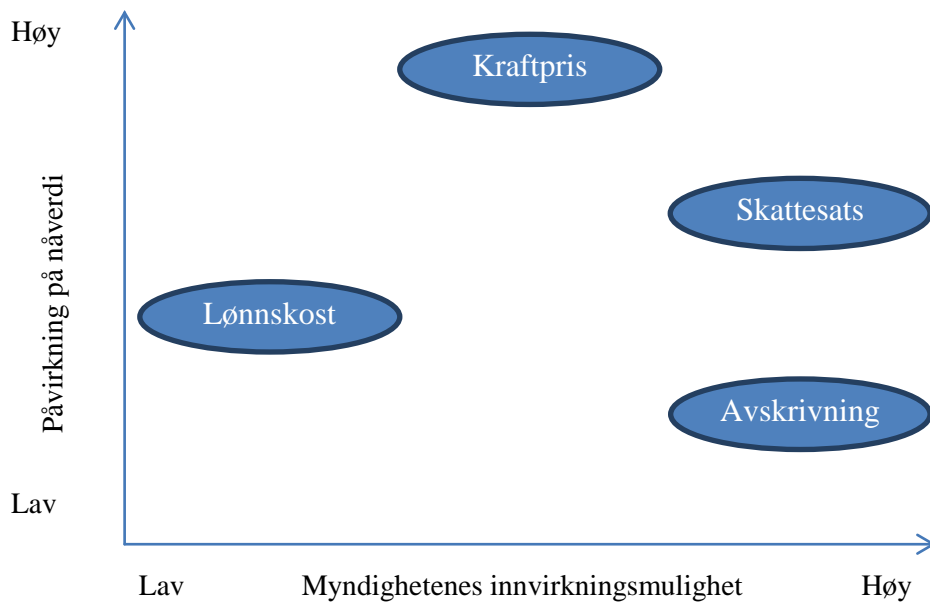 Høy
Kraftpris
Skattesats
Påvirkning på nåverdi
Lønnskost
Avskrivning
Lav
Lav Myndighetenes innvirkningsmulighet Høy